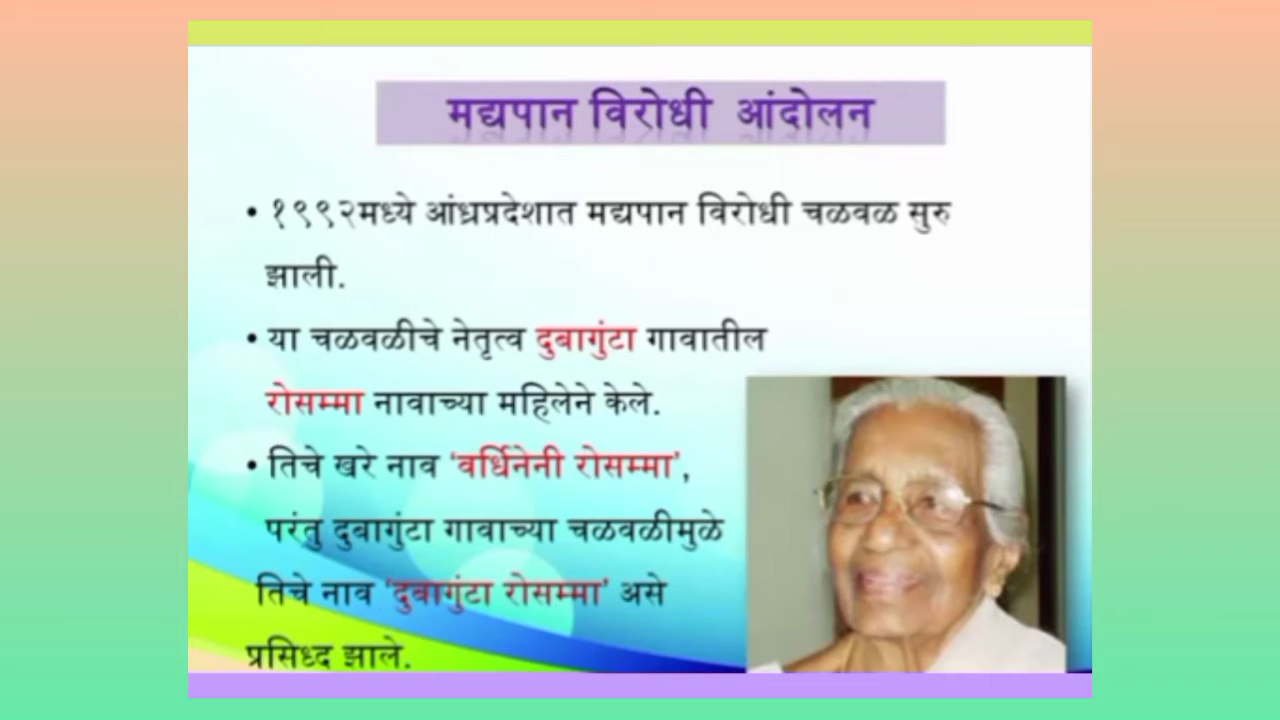 मद्यपान विरोधी आंदोलन
• १९९२मध्ये आंध्रप्रदेशात मद्यपान विरोधी चळवळ सुरु
झाली.
• या चळवळीचे नेतृत्व दुबागुंटा गावातील
रोसम्मा नावाच्या महिलेने केले.
• तिचे खरे नाव ‘वर्धिनेनी रोसम्मा’,
परंतु दुबागुंटा गावाच्या चळवळीमुळे
तिचे नाव ‘दुबागुंटा रोसम्मा’ असे
प्रसिध्द झाले.